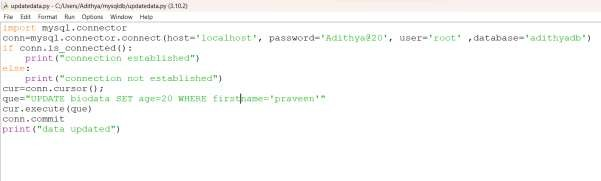 updatedata.py - C:/Users/Adithya/mysqldb/updatedata.py (3.10.2)
File Edit Format Run Options Window Help
import mysql.connector
conn=mysql.connector.connect(host='localhost', password='Adithya@20', user='root' ,database='adithyadb')
if conn.is_connected():
    print("connection established")
else:
    print("connection not established")
cur=conn.cursor();
que="UPDATE biodata SET age=20 WHERE firstname='praveen'"
cur.execute(que)
conn.commit
print("data updated")